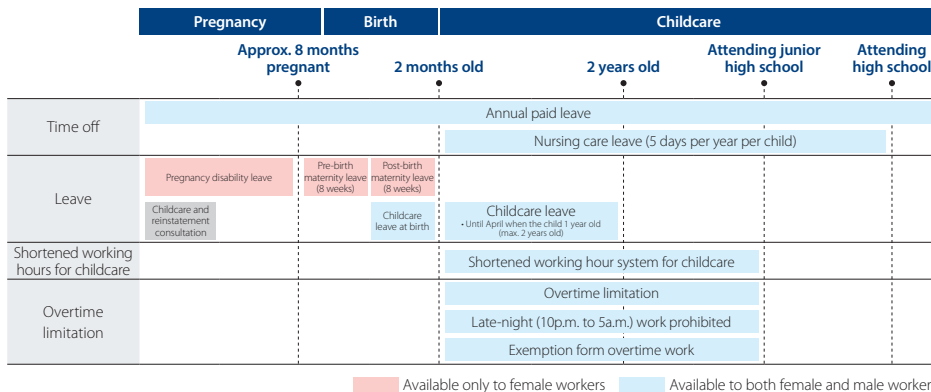 Pregnancy
Birth
Childcare
Approx. 8 months
pregnant
2 months old
2 years old
Attending junior
high school
Attending
high school
Time off
Annual paid leave
Nursing care leave (5 days per year per child)
Leave
Pregnancy disability leave
Pre-birth
maternity leave
(8 weeks)
Post-birth
maternity leave
(8 weeks)
Childcare and
reinstatement
consultation
Childcare
leave at birth
Childcare leave
• Until April when the child 1 year old
(max. 2 years old)
Shortened working
hours for childcare
Shortened working hour system for childcare
Overtime
limitation
Overtime limitation
Late-night (10p.m. to 5a.m.) work prohibited
Exemption form overtime work
Available only to female workers
Available to both female and male worker